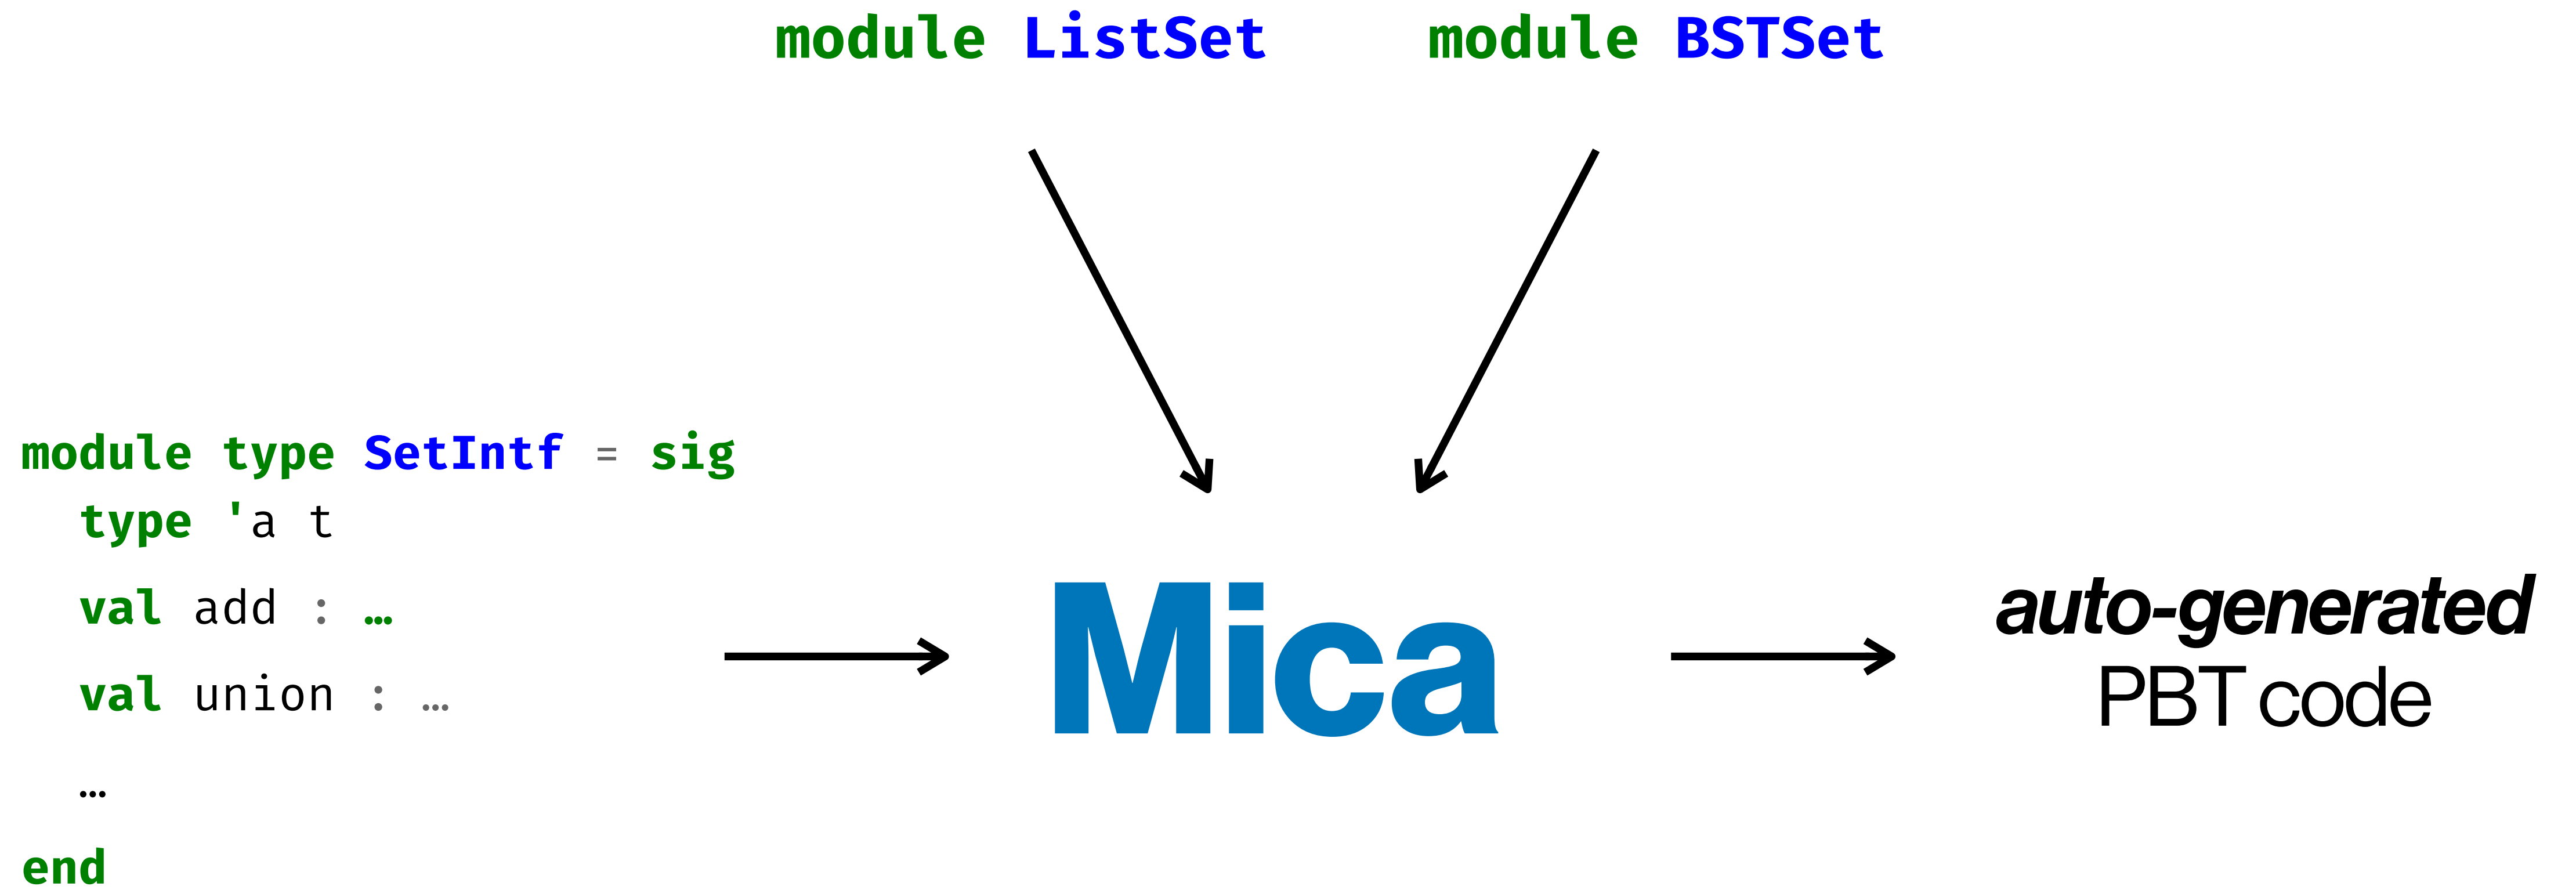 module ListSet
module BSTSet
module type SetIntf = sig
type 'a t
val add : …
val union : …
…
end
Mica
auto-generated
PBT code